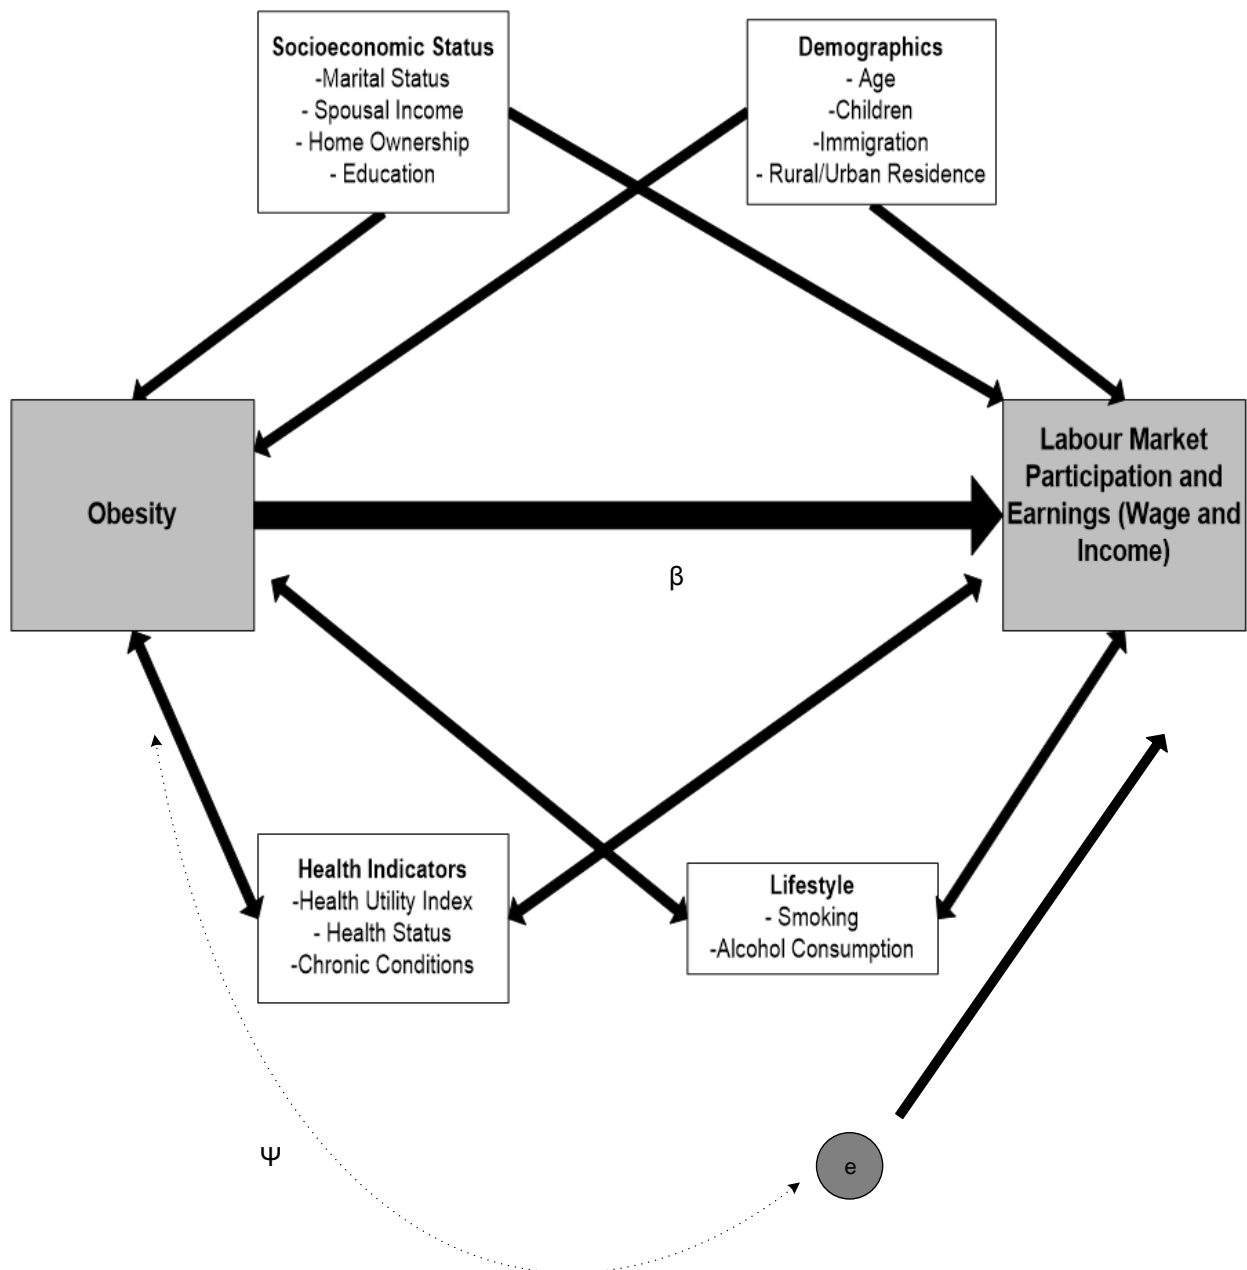 Socioeconomic Status
-Marital Status
- Spousal Income
- Home Ownership
- Education
Demographics
- Age
-Children
-Immigration
- Rural/Urban Residence
Obesity
Labour Market
Participation and
Earnings (Wage and
Income)
β
Health Indicators
-Health Utility Index
- Health Status
-Chronic Conditions
Lifestyle
- Smoking
-Alcohol Consumption
Ψ
e